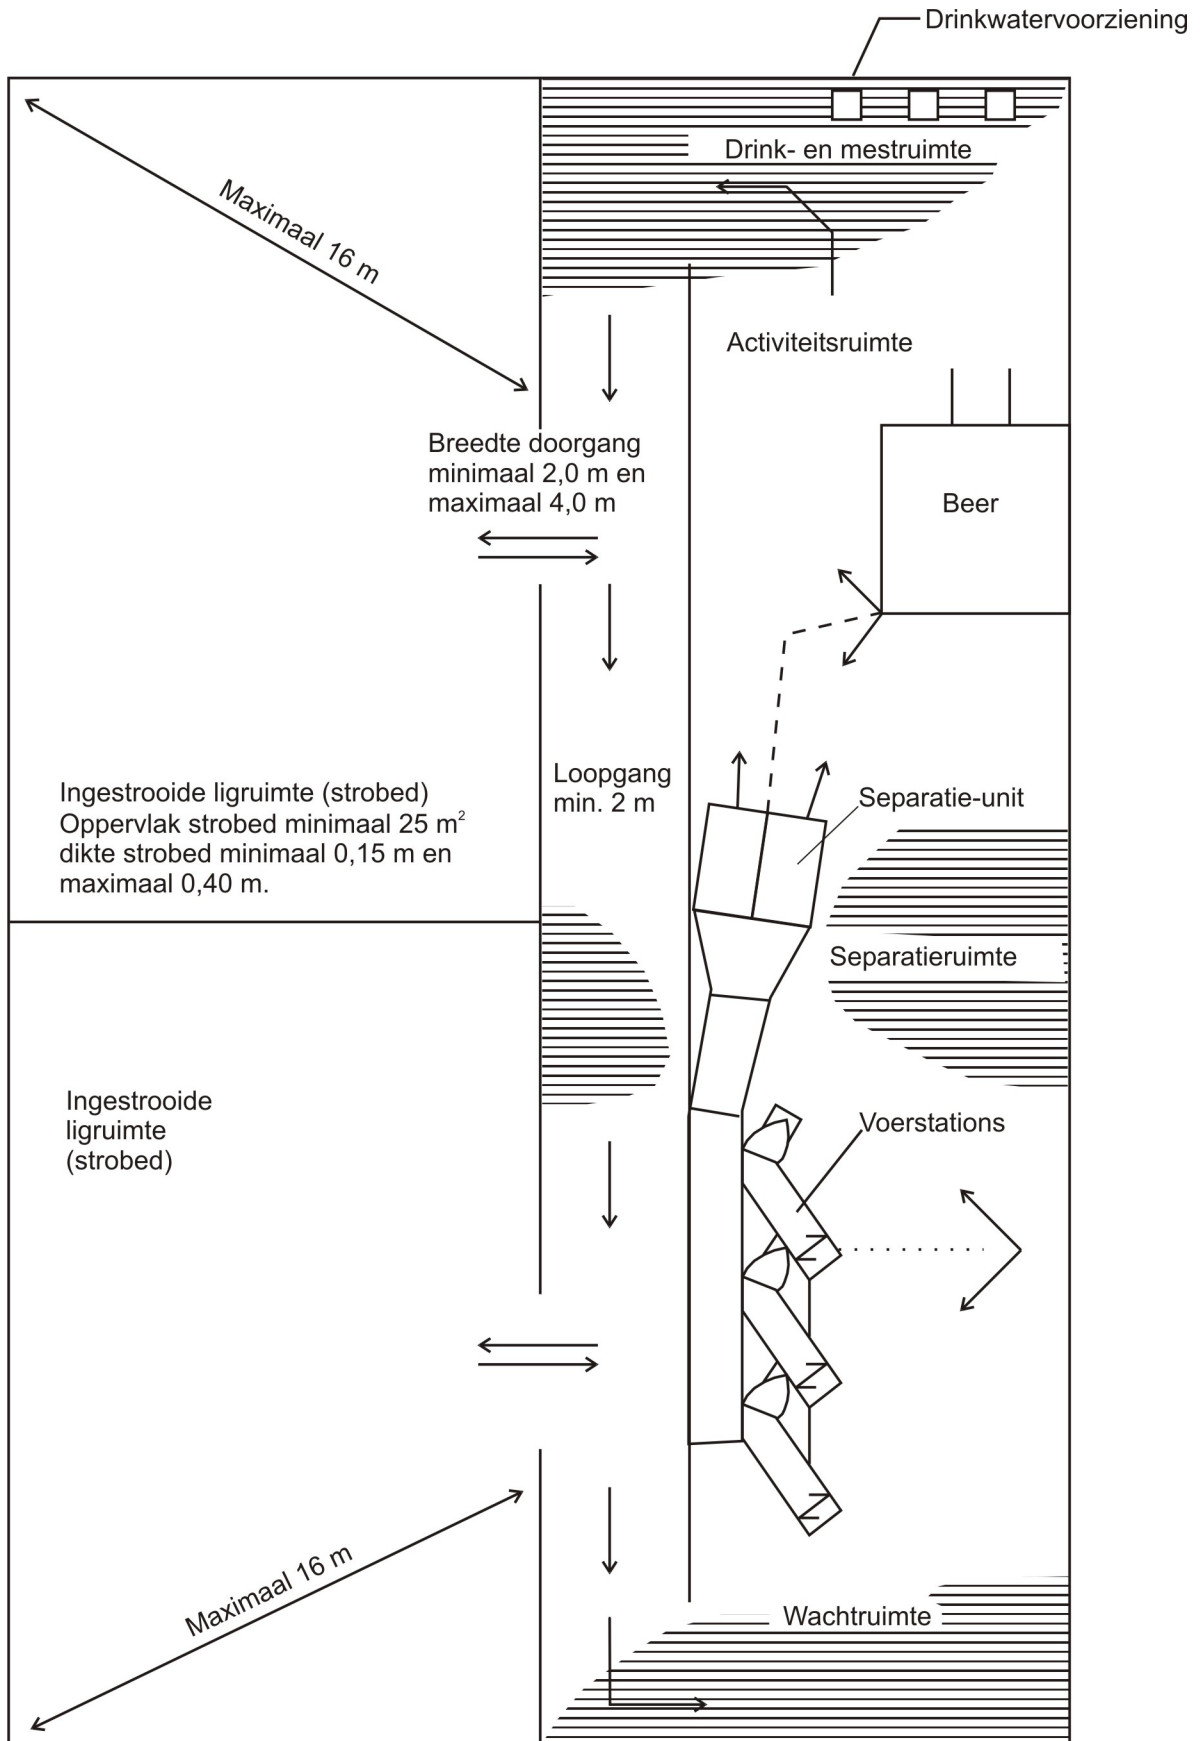 Drinkwatervoorziening
Drink- en mestruimte
Maximaal 16 m
Activiteitsruimte
Breedte doorgang
minimaal 2,0 m en
maximaal 4,0 m
Beer
Loopgang
min. 2 m
Ingestrooide ligruimte (strobed)
Oppervlak strobed minimaal 25 m²
dikte strobed minimaal 0,15 m en
maximaal 0,40 m.
Separatie-unit
Separatieruimte
Ingestrooide
ligruimte
(strobed)
Voerstations
Maximaal 16 m
Wachtruimte